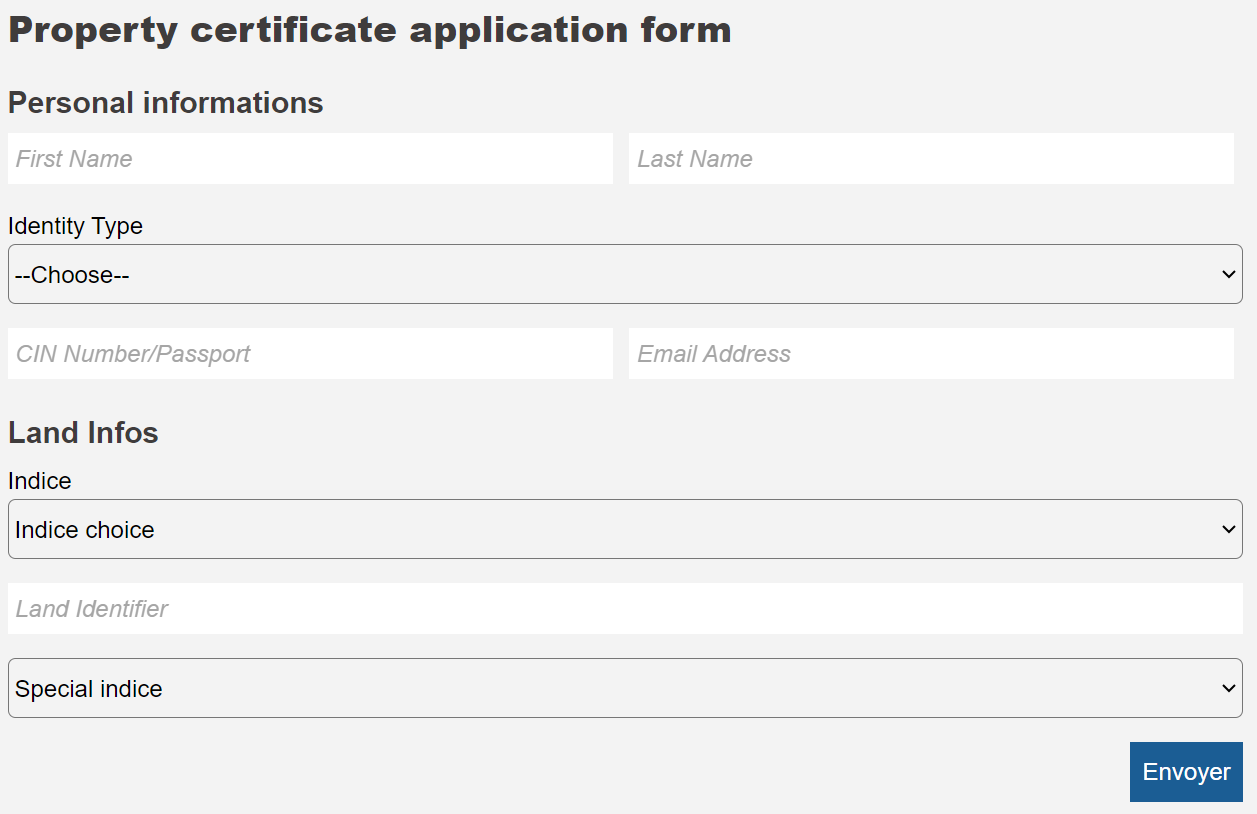 Property certificate application form
Personal informations
First Name Last Name
Identity Type
--Choose--
CIN Number/Passport Email Address
Land Infos
Indice
Indice choice
Land Identifier
Special indice
Envoyer